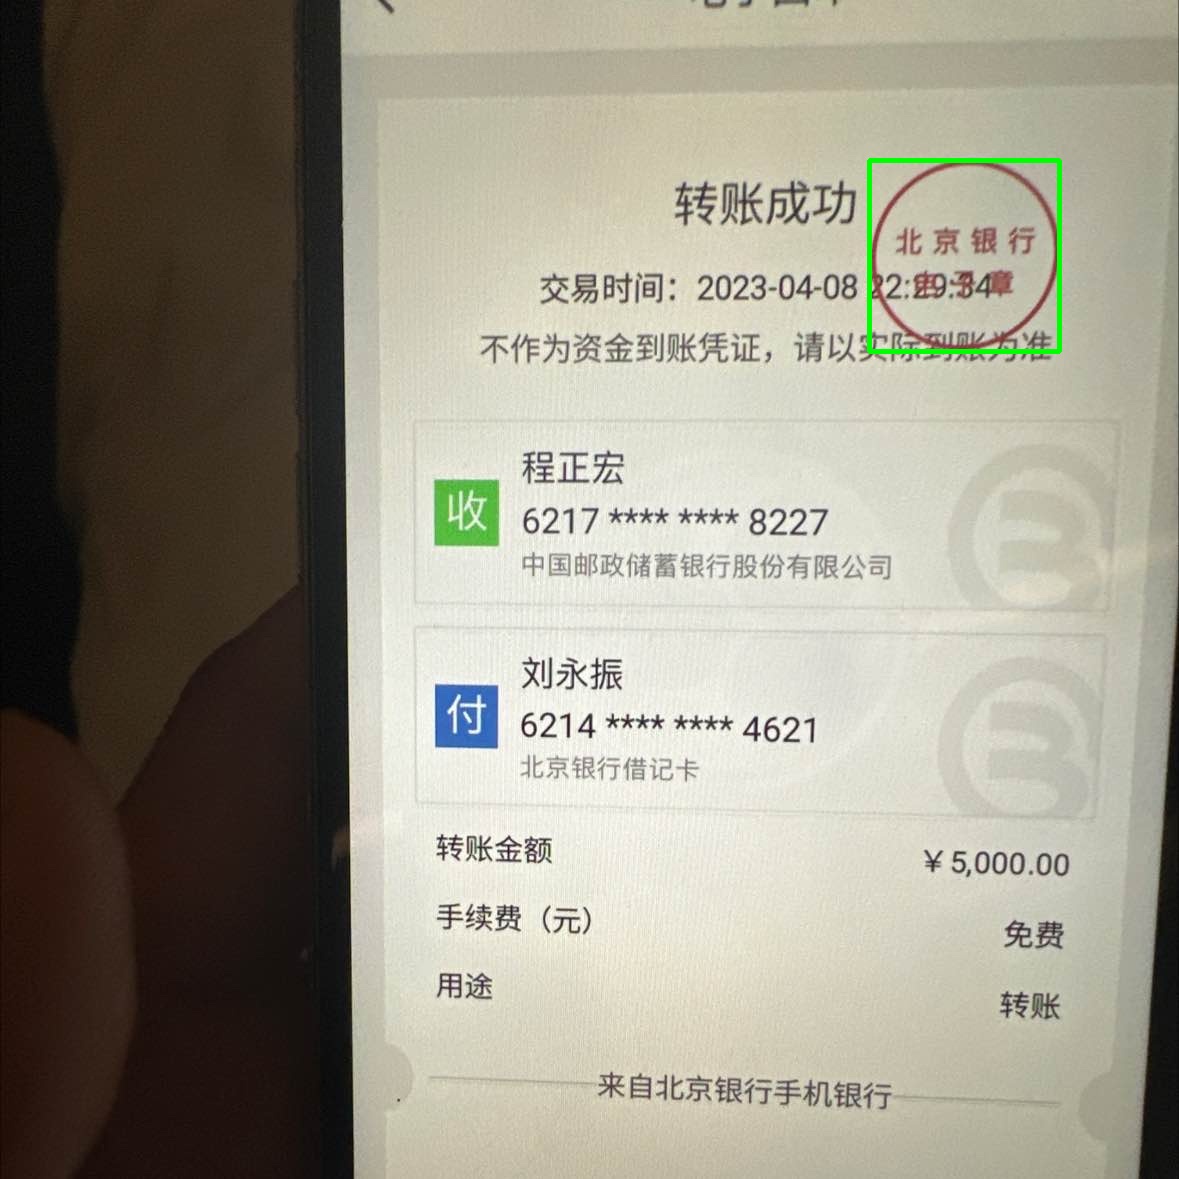 转账成功
北京银行
电子章
交易时间：2023-04-08 22:29:34
不作为资金到账凭证，请以实际到账为准
收
程正宏
6217 **** **** 8227
中国邮政储蓄银行股份有限公司
付
刘永振
6214 **** **** 4621
北京银行借记卡
转账金额 ¥ 5,000.00
手续费（元） 免费
用途 转账
来自北京银行手机银行